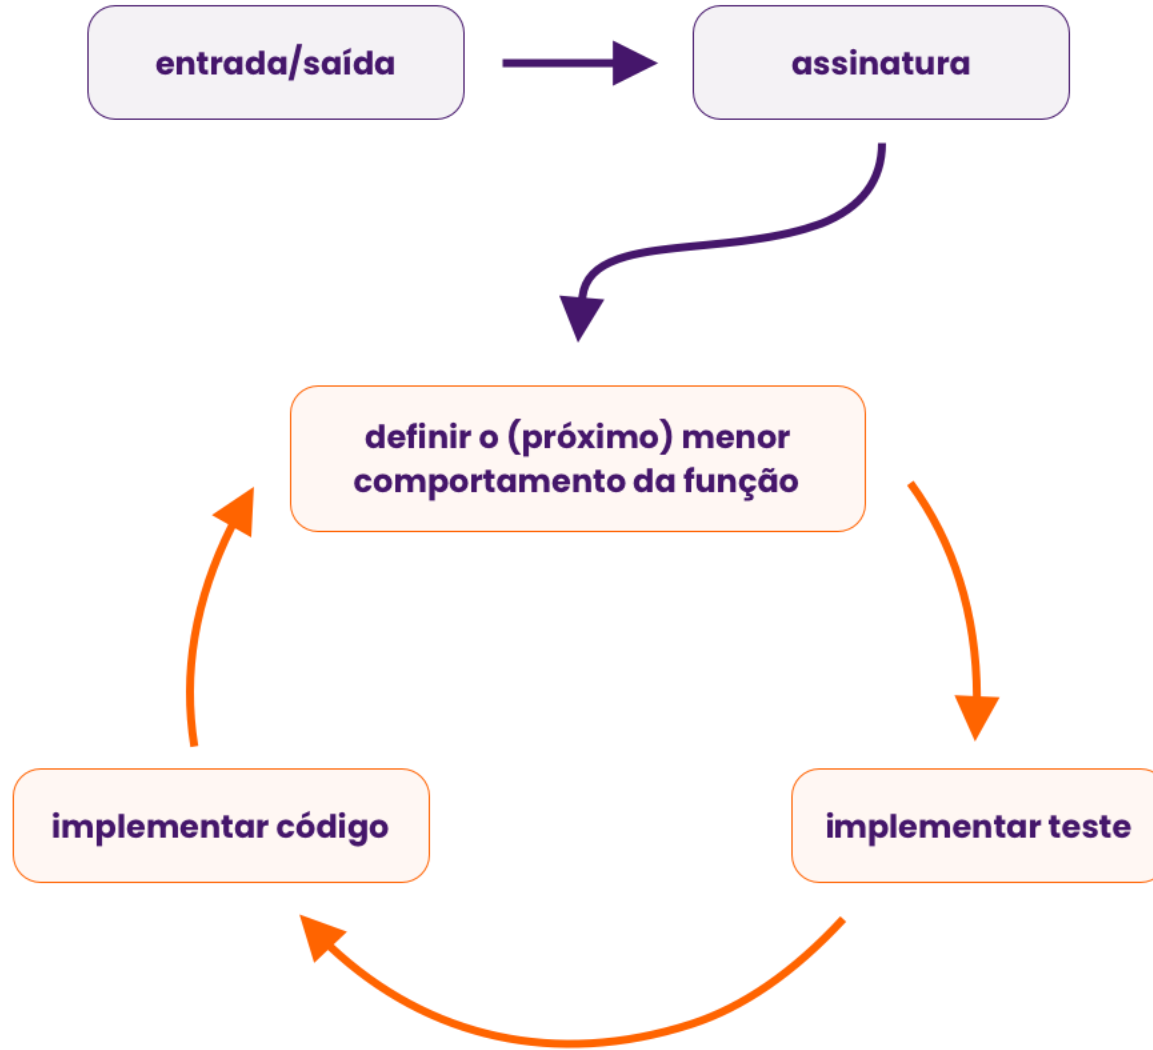 entrada/saída
assinatura
definir o (próximo) menor
comportamento da função
implementar código
implementar teste